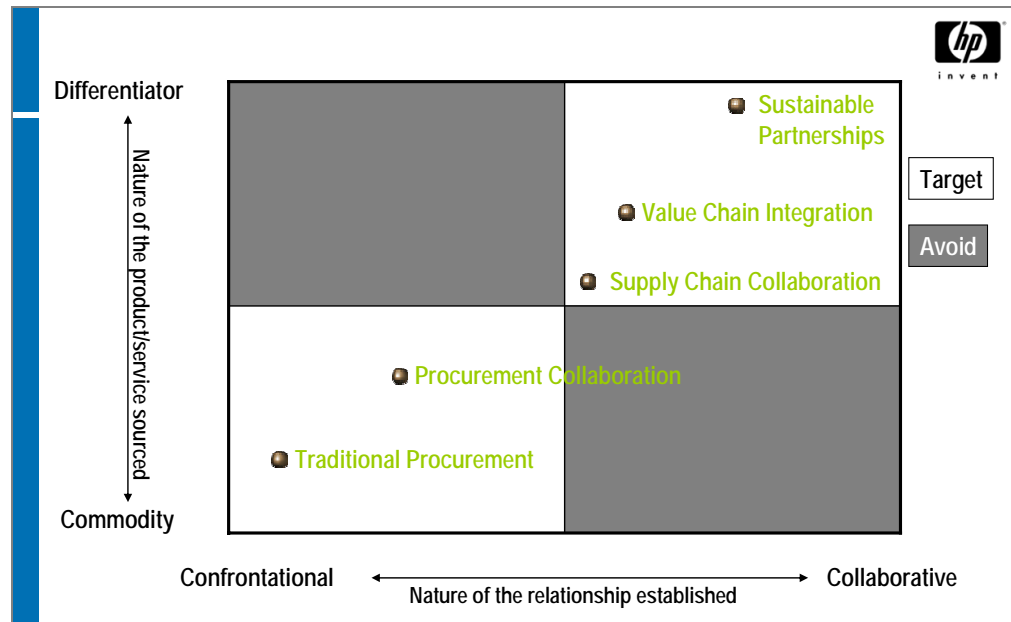 hp
invent
Differentiator
Sustainable
Partnerships
Nature of the product/service sourced
Target
Value Chain Integration
Avoid
Supply Chain Collaboration
Procurement Collaboration
Traditional Procurement
Commodity
Confrontational
Collaborative
Nature of the relationship established